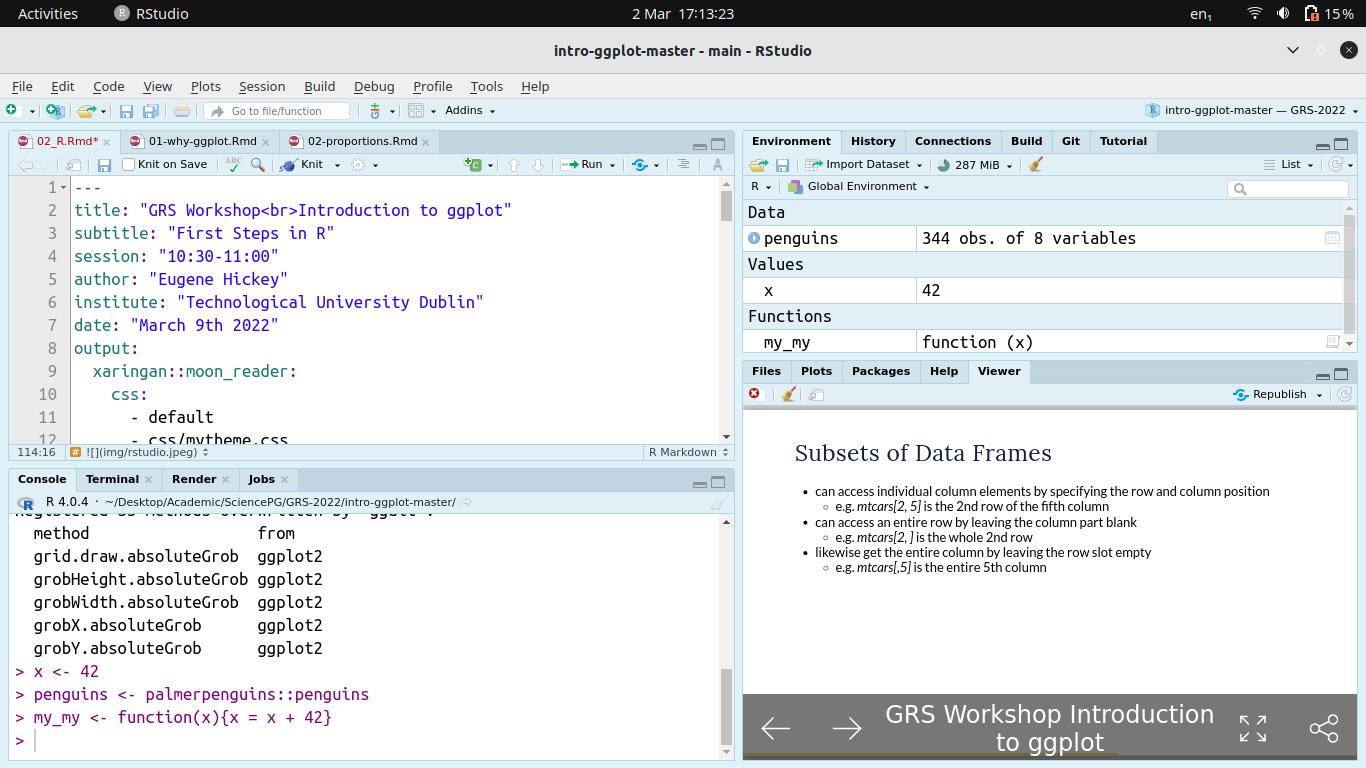 Activities RStudio 2 Mar 17:13:23 en1 15%
intro-ggplot-master - main - RStudio
File Edit Code View Plots Session Build Debug Profile Tools Help
Go to file/function Addins intro-ggplot-master — GRS-2022
02_R.Rmd* 01-why-ggplot.Rmd 02-proportions.Rmd
Knit on Save ABC Knit Run
1 ---
2 title: "GRS Workshop<br>Introduction to ggplot"
3 subtitle: "First Steps in R"
4 session: "10:30-11:00"
5 author: "Eugene Hickey"
6 institute: "Technological University Dublin"
7 date: "March 9th 2022"
8 output:
9 xaringan::moon_reader:
10 css:
11 - default
12 - css/mytheme.css
114:16 # ![](img/rstudio.jpeg) R Markdown
Console Terminal Render Jobs
R 4.0.4 · ~/Desktop/Academic/SciencePG/GRS-2022/intro-ggplot-master/
method from
grid.draw.absoluteGrob ggplot2
grobHeight.absoluteGrob ggplot2
grobWidth.absoluteGrob ggplot2
grobX.absoluteGrob ggplot2
grobY.absoluteGrob ggplot2
> x <- 42
> penguins <- palmerpenguins::penguins
> my_my <- function(x){x = x + 42}
>
Environment History Connections Build Git Tutorial
Import Dataset 287 MiB List
R Global Environment
Data
penguins 344 obs. of 8 variables
Values
x 42
Functions
my_my function (x)
Files Plots Packages Help Viewer
Republish
Subsets of Data Frames
• can access individual column elements by specifying the row and column position
◦ e.g. mtcars[2, 5] is the 2nd row of the fifth column
• can access an entire row by leaving the column part blank
◦ e.g. mtcars[2, ] is the whole 2nd row
• likewise get the entire column by leaving the row slot empty
◦ e.g. mtcars[,5] is the entire 5th column
GRS Workshop Introduction
to ggplot